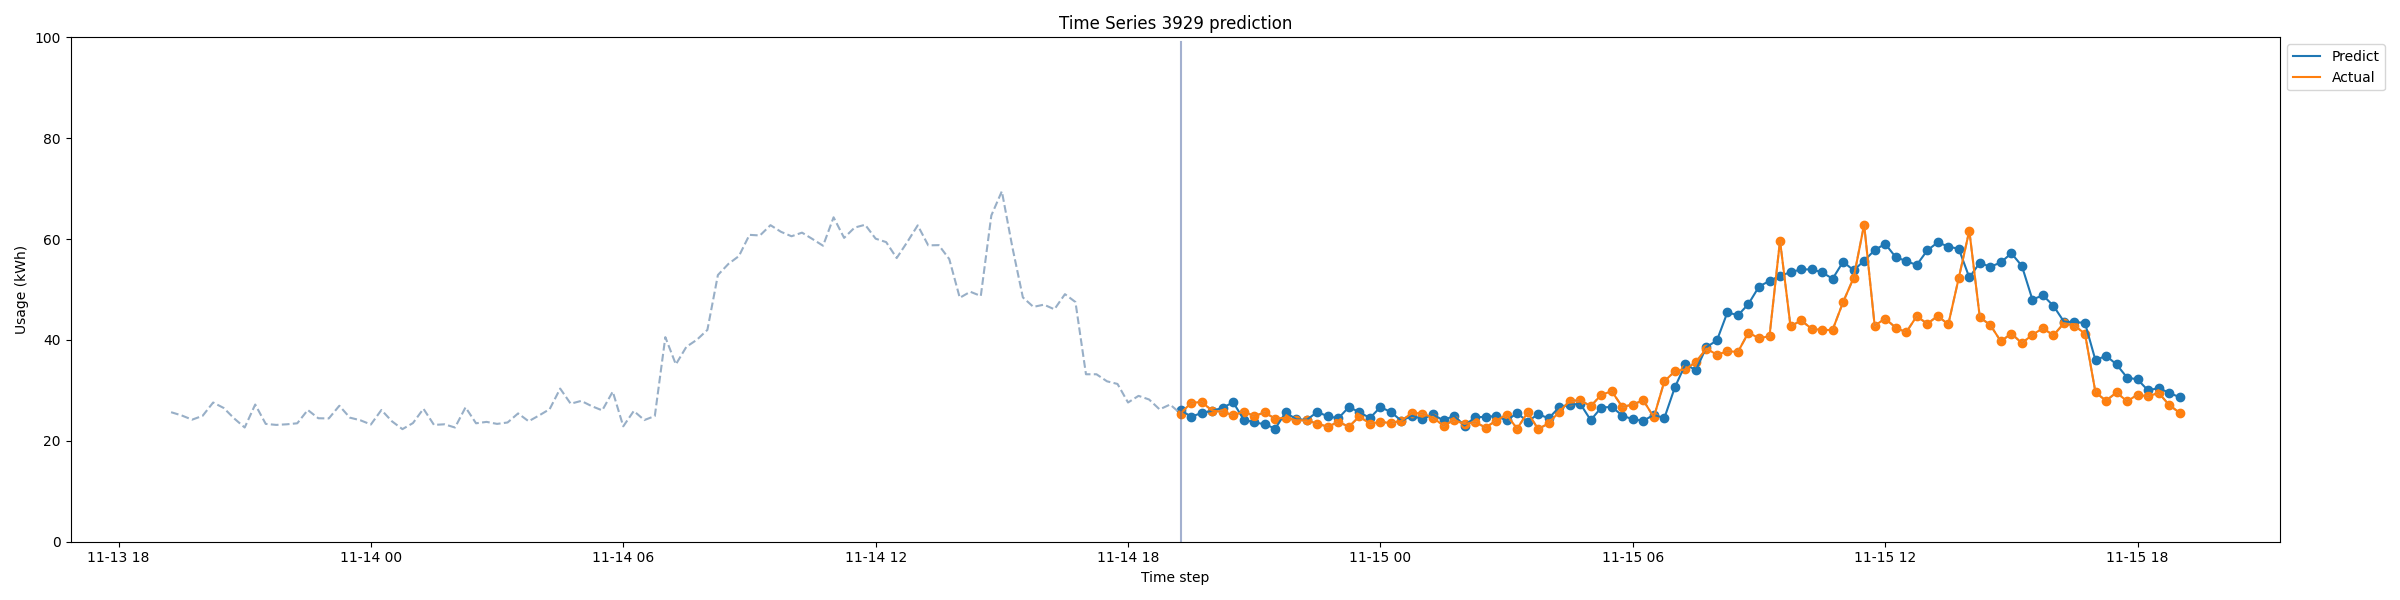 Time Series 3929 prediction
Predict
Actual
Usage (kWh)
100
80
60
40
20
0
11-13 18 11-14 00 11-14 06 11-14 12 11-14 18 11-15 00 11-15 06 11-15 12 11-15 18
Time step